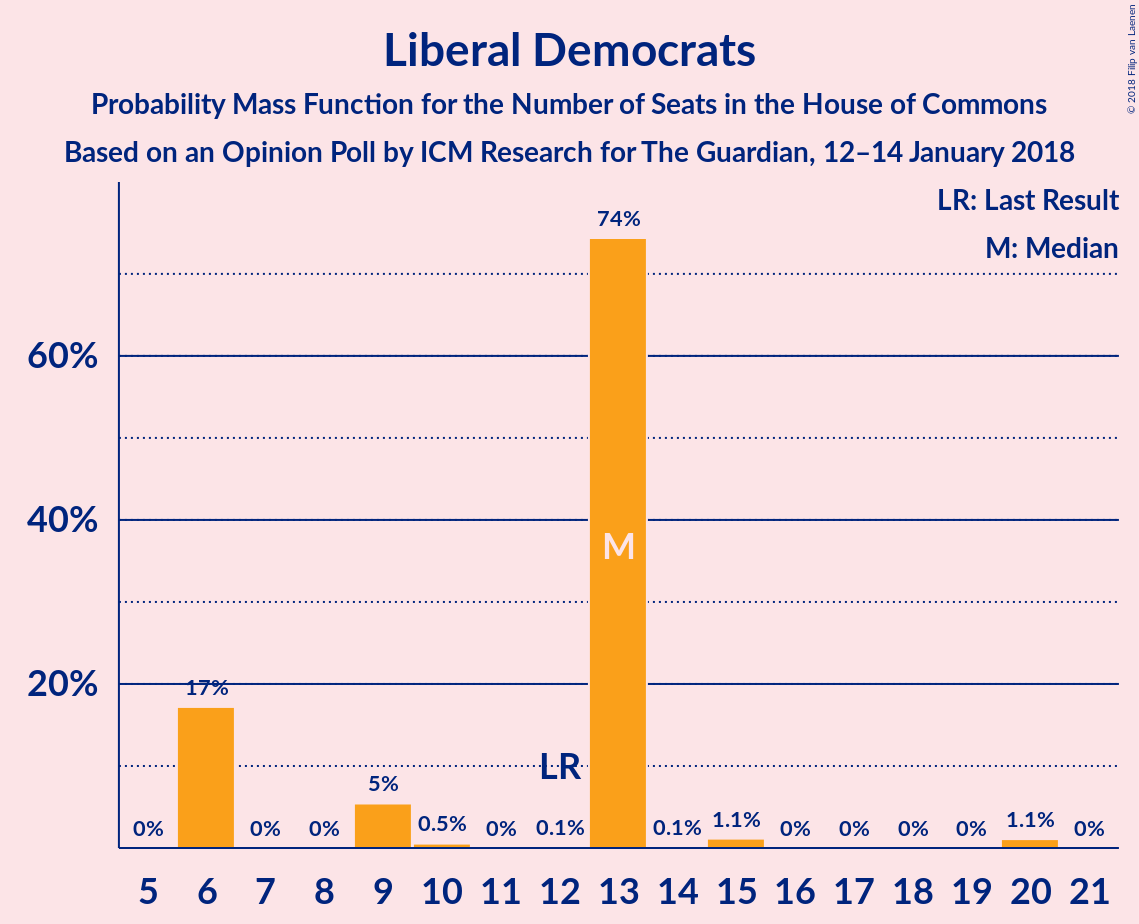 Liberal Democrats
Probability Mass Function for the Number of Seats in the House of Commons
Based on an Opinion Poll by ICM Research for The Guardian, 12–14 January 2018
© 2018 Filip van Laenen
LR: Last Result
M: Median
74%
60%
40%
M
20%
17%
LR
5%
0% 0% 0% 0.5% 0% 0.1% 0.1% 1.1% 0% 0% 0% 0% 1.1% 0%
5 6 7 8 9 10 11 12 13 14 15 16 17 18 19 20 21